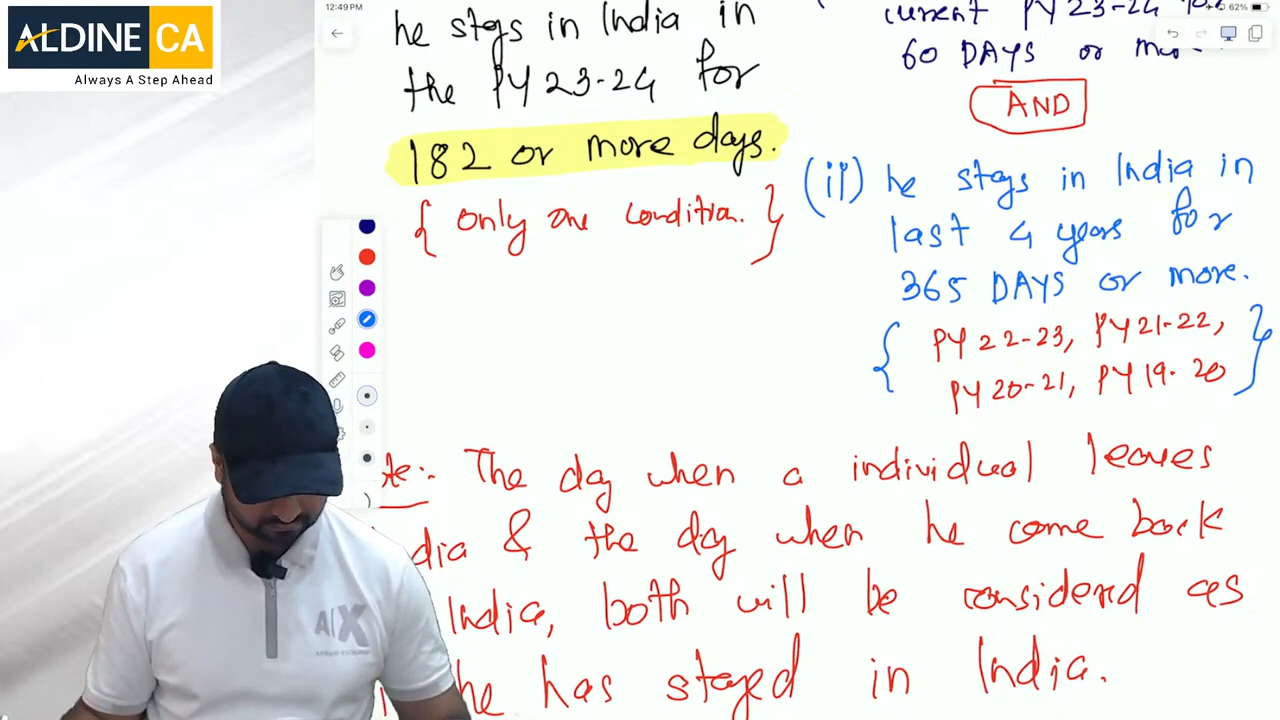 ALDINE CA
Always A Step Ahead
12:49 PM
62%
he stays in India in
the PY 23-24 for
182 or more days.
{ only one condition. }
current PY 23-24 for
60 DAYS or
AND
(ii) he stays in India in
last 4 years for
365 DAYS or more.
{ PY 22-23, PY 21-22,
PY 20-21, PY 19-20 }
The day when a individual leaves
& the day when he come back
India, both will be considered as
he has stayed in India.
A|X